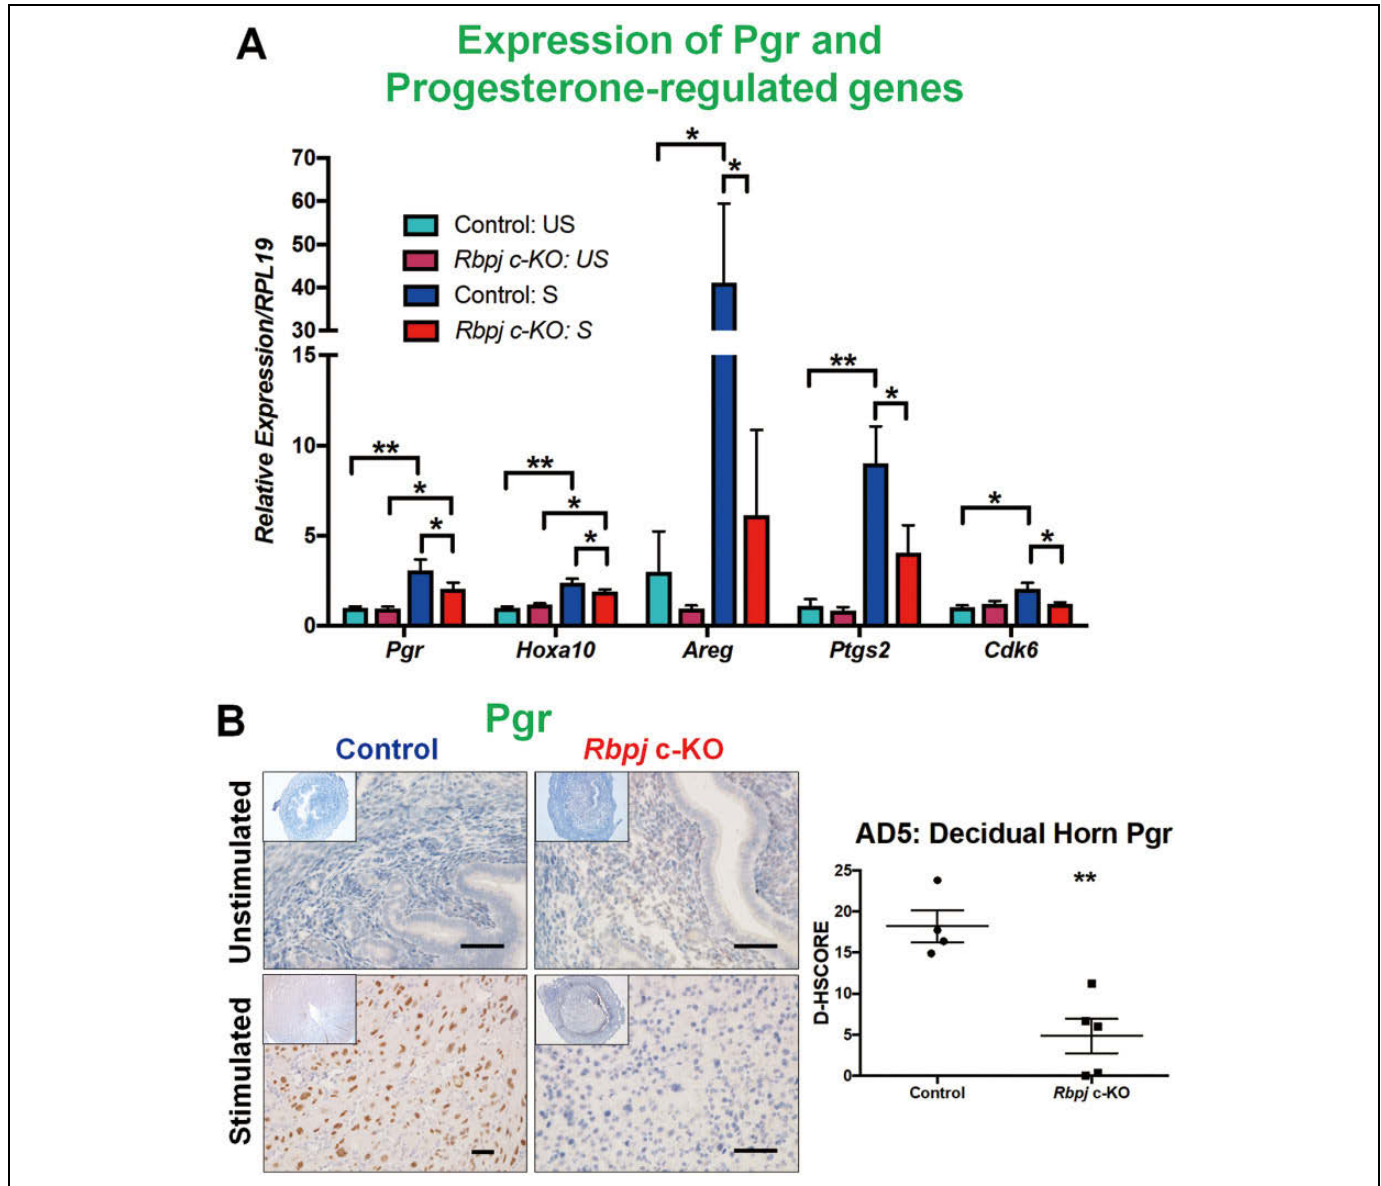 A
Expression of Pgr and
Progesterone-regulated genes
Relative Expression/RPL19
70
60
50
40
30
15
10
5
0
Control: US
Rbpj c-KO: US
Control: S
Rbpj c-KO: S
**
*
*
**
*
*
*
*
**
*
*
*
Pgr
Hoxa10
Areg
Ptgs2
Cdk6
B
Pgr
Control
Rbpj c-KO
Unstimulated
Stimulated
AD5: Decidual Horn Pgr
D-HSCORE
25
20
15
10
5
0
**
Control
Rbpj c-KO